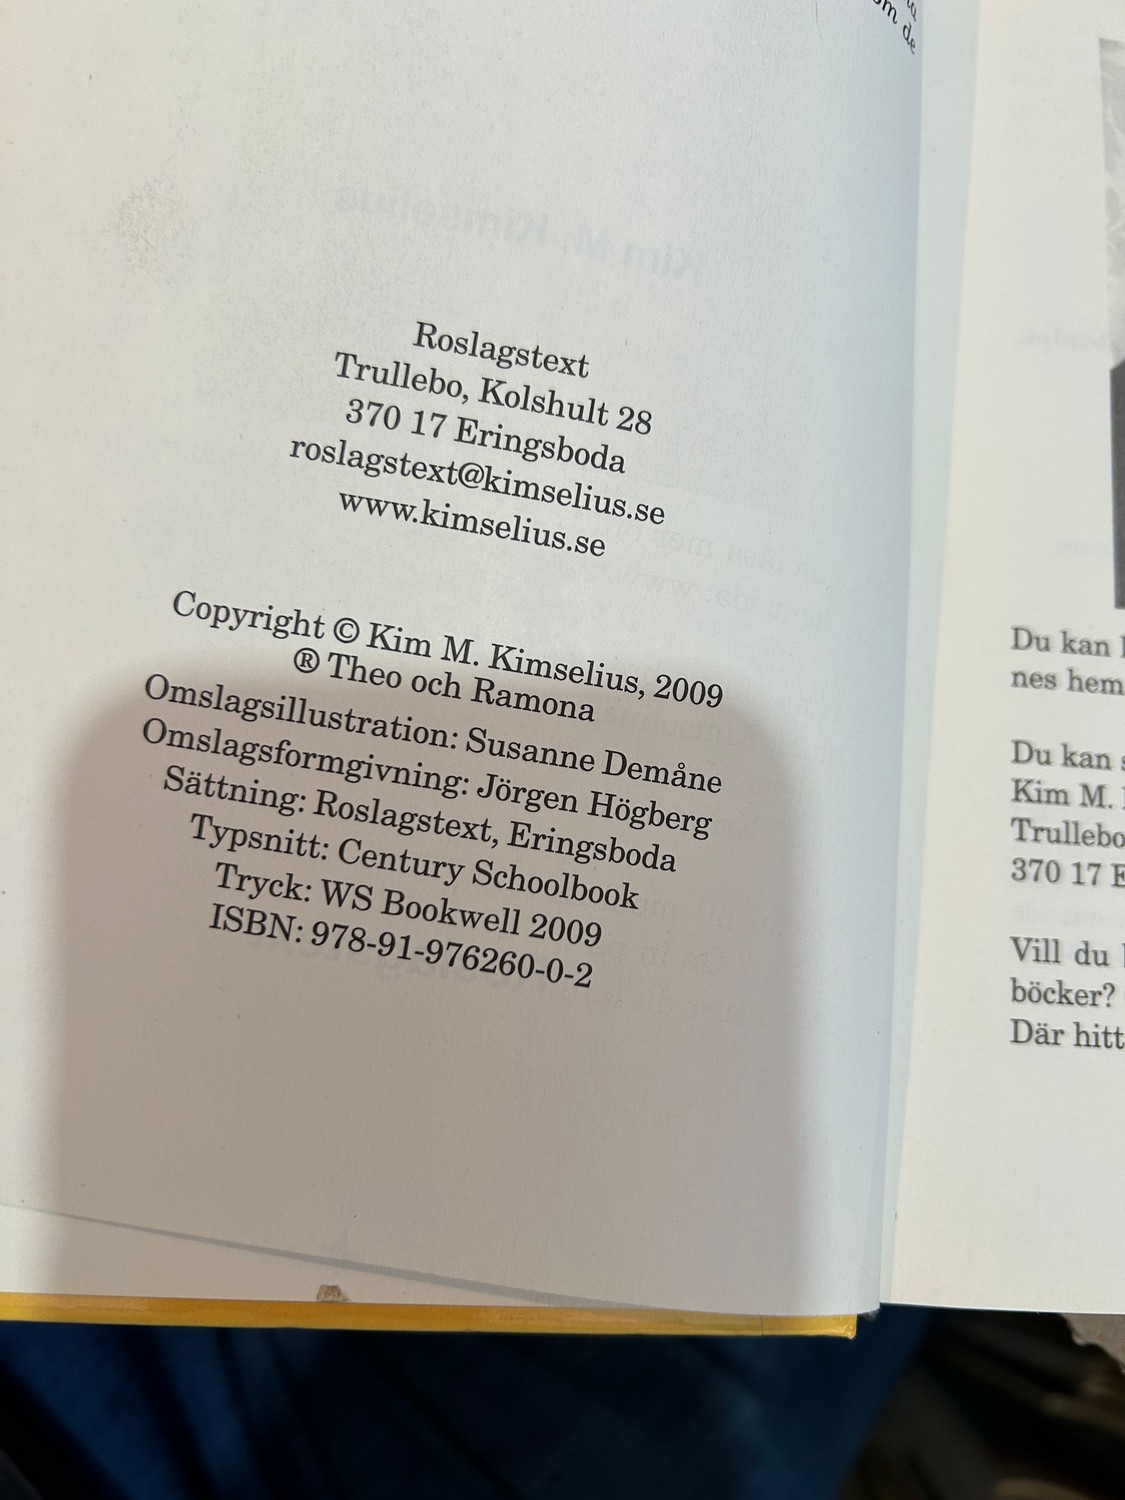 om de
Roslagstext
Trullebo, Kolshult 28
370 17 Eringsboda
roslagstext@kimselius.se
www.kimselius.se
Copyright © Kim M. Kimselius, 2009
® Theo och Ramona
Omslagsillustration: Susanne Demåne
Omslagsformgivning: Jörgen Högberg
Sättning: Roslagstext, Eringsboda
Typsnitt: Century Schoolbook
Tryck: WS Bookwell 2009
ISBN: 978-91-976260-0-2
Du kan
nes hem
Du kan
Kim M.
Trullebo
370 17
Vill du
böcker?
Där hitt